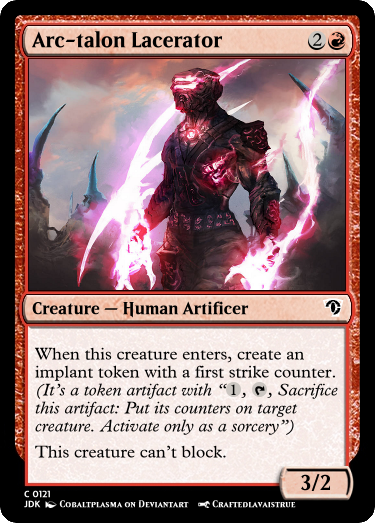 Arc-talon Lacerator 2
Creature — Human Artificer
When this creature enters, create an
implant token with a first strike counter.
(It's a token artifact with “1, , Sacrifice
this artifact: Put its counters on target
creature. Activate only as a sorcery”)
This creature can't block.
3/2
C 0121
JDK Cobaltplasma on Deviantart Craftedlavaistrue